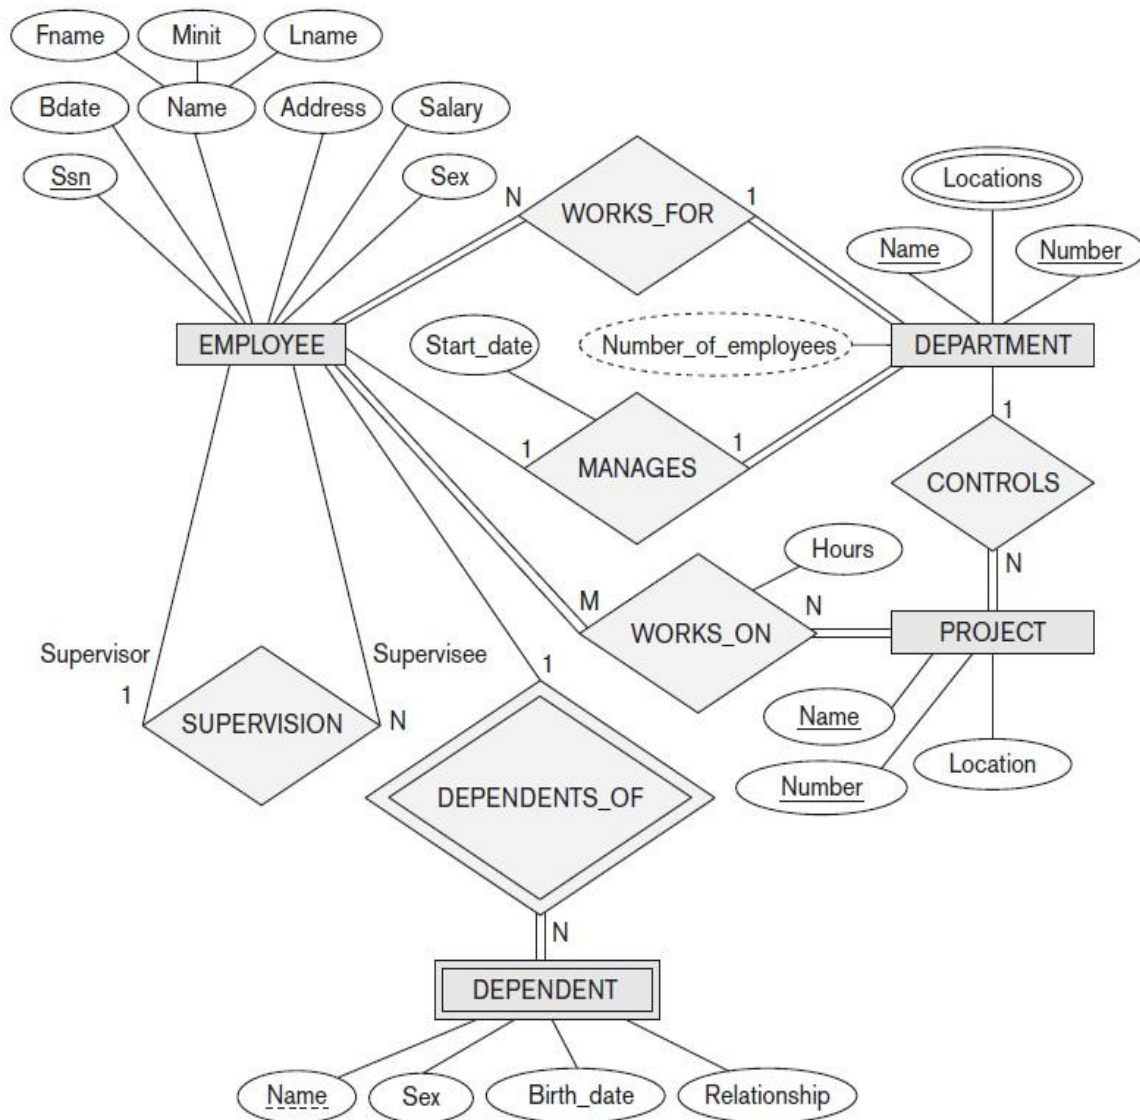 Fname
Minit
Lname
Bdate
Name
Address
Salary
Ssn
Sex
N
WORKS_FOR
1
Locations
Name
Number
EMPLOYEE
Start_date
Number_of_employees
DEPARTMENT
1
MANAGES
1
1
CONTROLS
N
Hours
M
WORKS_ON
N
PROJECT
Supervisor
Supervisee
1
SUPERVISION
N
1
Name
Number
Location
DEPENDENTS_OF
N
DEPENDENT
Name
Sex
Birth_date
Relationship